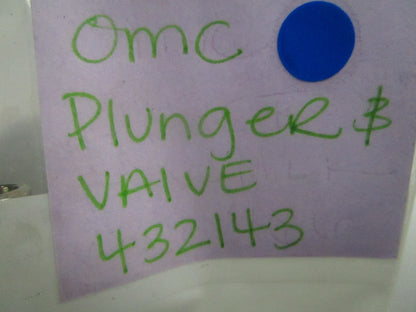 OMC
Plunger &
VAlVE
432143